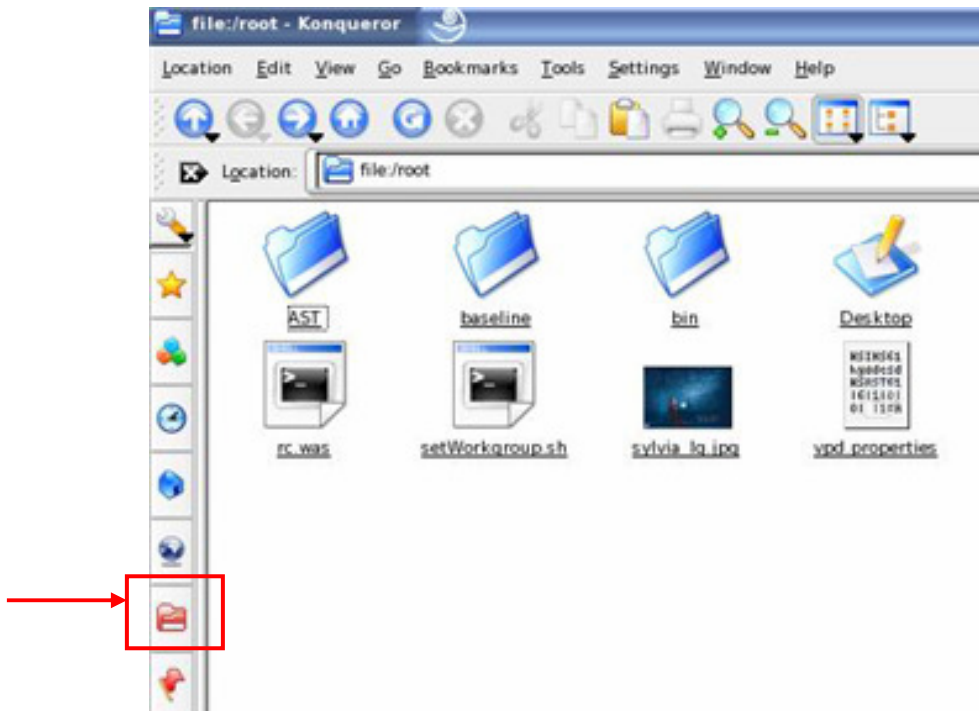 file:/root - Konqueror
Location Edit View Go Bookmarks Tools Settings Window Help
Location: file:/root
AST baseline bin Desktop
rc.was setWorkgroup.sh sylvia_lg.jpg vpd.properties